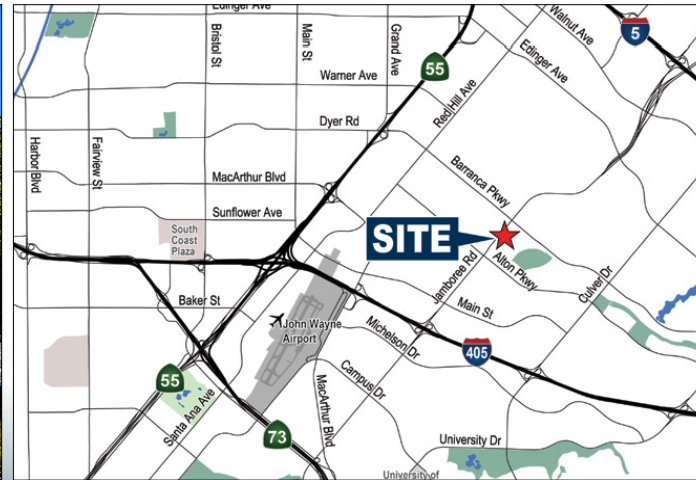 Edinger Ave
Bristol St
Main St
Grand Ave
Walnut Ave
5
Edinger Ave
55
Warner Ave
Red Hill Ave
Dyer Rd
Harbor Blvd
Fairview St
MacArthur Blvd
Barranca Pkwy
Sunflower Ave
South
Coast
Plaza
SITE
Jamboree Rd
Alton Pkwy
Culver Dr
Baker St
Main St
John Wayne
Airport
Michelson Dr
405
55
Santa Ana Ave
MacArthur Blvd
Campus Dr
73
University Dr
University of